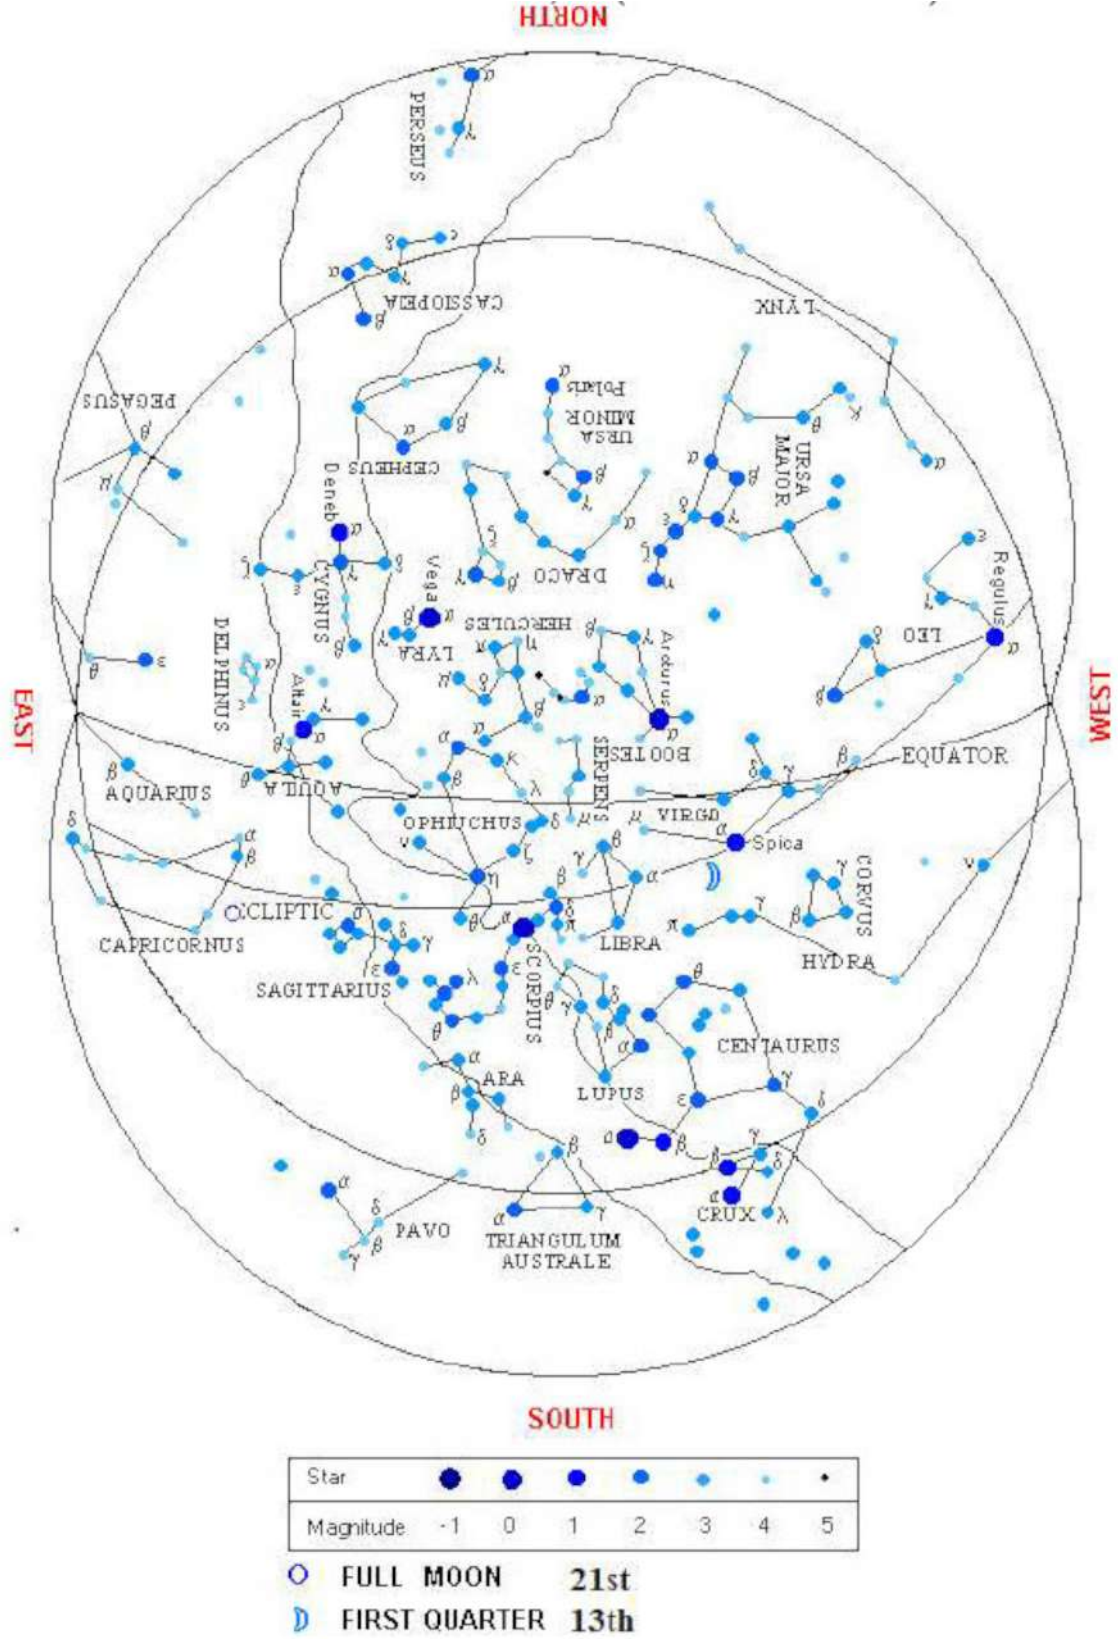 NORTH
α
PERSEUS
γ
δ
ε
α
γ
CASSIOPEIA
β
LYNX
PEGASUS
γ
α
Polaris
β
α
β
URSA
MINOR
κ
θ
CEPHEUS
URSA
MAJOR
α
β
μ
β
γ
α
β
Deneb
α
δ
γ
ε
ζ
η
α
ζ
DRACO
γ
β
ε
Regulus
γ
LEO
α
δ
β
ζ
ε
γ
δ
CYGNUS
β
Vega
α
β
γ
LYRA
HERCULES
π
η
μ
δ
α
β
α
β
γ
Arcturus
δ
α
BOOTES
DELPHINUS
α
ε
θ
ε
Altair
γ
α
β
θ
AQUILA
EAST
WEST
α
κ
β
λ
SERPENS
μ
OPHIUCHUS
δ
ν
ζ
η
θ
EQUATOR
β
δ
γ
VIRGO
μ
α
Spica
β
AQUARIUS
δ
α
β
ECLIPTIC
CAPRICORNUS
β
γ
α
LIBRA
π
γ
β
γ
CORVUS
ν
HYDRA
β
δ
π
α
SCORPIUS
ε
λ
θ
σ
δ
γ
ε
SAGITTARIUS
θ
γ
δ
β
α
LUPUS
θ
CENTAURUS
γ
δ
ε
α
β
α
ARA
β
δ
β
γ
β
δ
α
CRUX
λ
α
δ
PAVO
β
γ
α
γ
TRIANGULUM
AUSTRALE
SOUTH
Star
Magnitude -1 0 1 2 3 4 5
FULL MOON 21st
FIRST QUARTER 13th